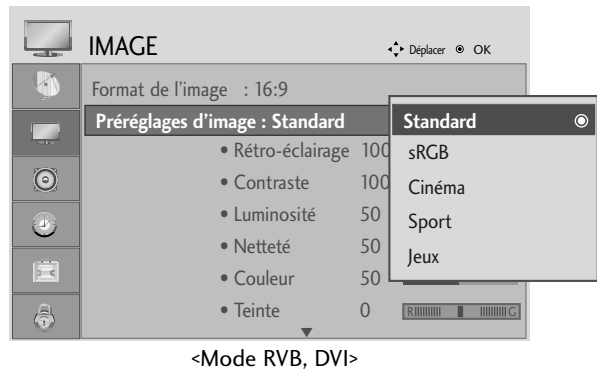 IMAGE
Déplacer OK
Format de l'image : 16:9
Préréglages d'image : Standard
• Rétro-éclairage 100
• Contraste 100
• Luminosité 50
• Netteté 50
• Couleur 50
• Teinte 0
R G
Standard
sRGB
Cinéma
Sport
Jeux
<Mode RVB, DVI>